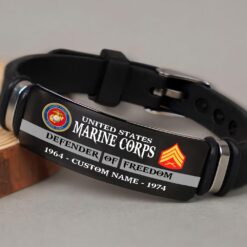 UNITED STATES
MARINE CORPS
DEFENDER OF FREEDOM
1964 - CUSTOM NAME - 1974